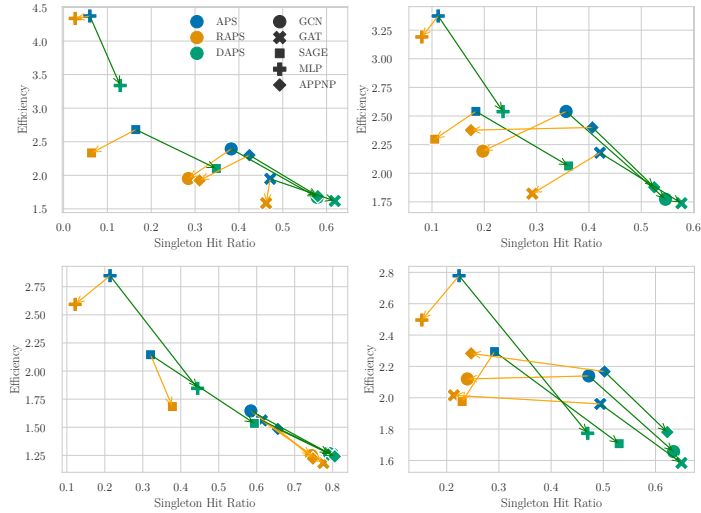 4.5
4.0
3.5
3.0
2.5
2.0
1.5
Efficiency
0.0 0.1 0.2 0.3 0.4 0.5 0.6
Singleton Hit Ratio
APS
RAPS
DAPS
GCN
GAT
SAGE
MLP
APPNP
3.25
3.00
2.75
2.50
2.25
2.00
1.75
Efficiency
0.1 0.2 0.3 0.4 0.5 0.6
Singleton Hit Ratio
2.75
2.50
2.25
2.00
1.75
1.50
1.25
Efficiency
0.1 0.2 0.3 0.4 0.5 0.6 0.7 0.8
Singleton Hit Ratio
2.8
2.6
2.4
2.2
2.0
1.8
1.6
Efficiency
0.2 0.3 0.4 0.5 0.6
Singleton Hit Ratio